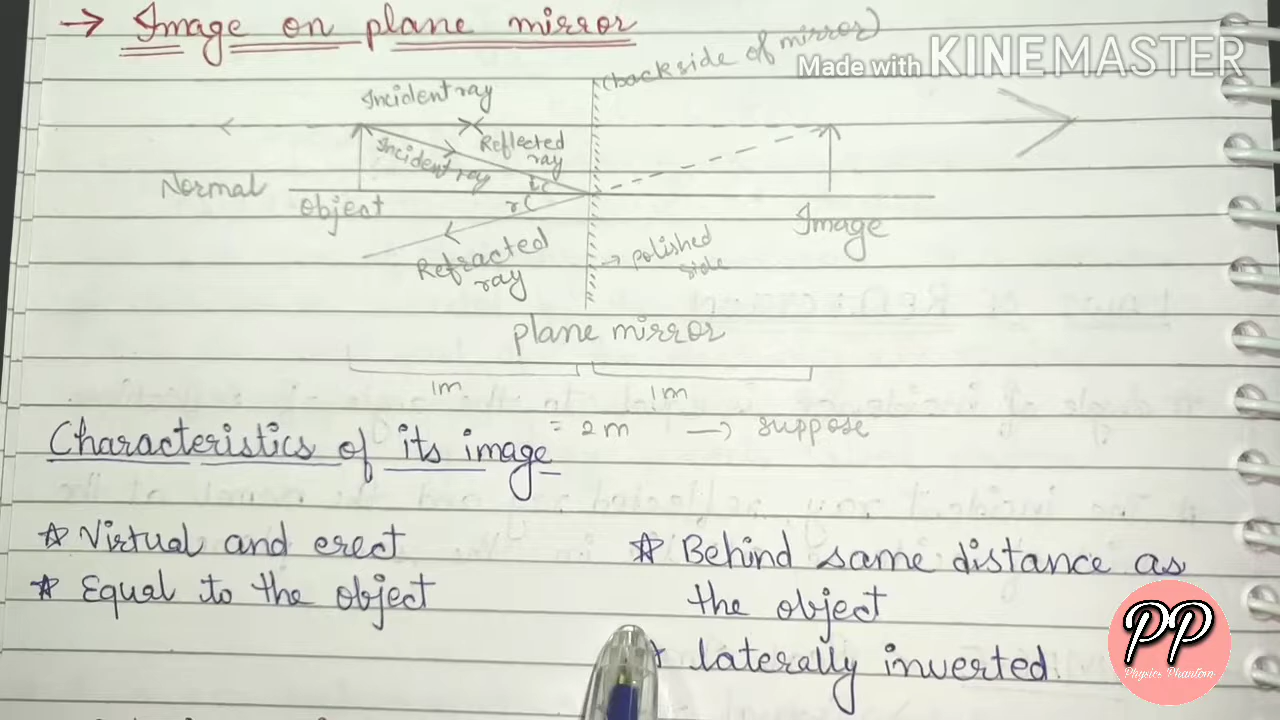 → Image on plane mirror
(backside of mirror)
Made with KINEMASTER
Incident ray
Reflected ray
Incident ray
Normal
i
r
Object
Image
Refracted ray
→ polished side
plane mirror
1m 1m
= 2m → suppose
Characteristics of its image
☆ Virtual and erect
☆ Equal to the object
☆ Behind same distance as
the object
laterally inverted.
PP
Physics Phantom